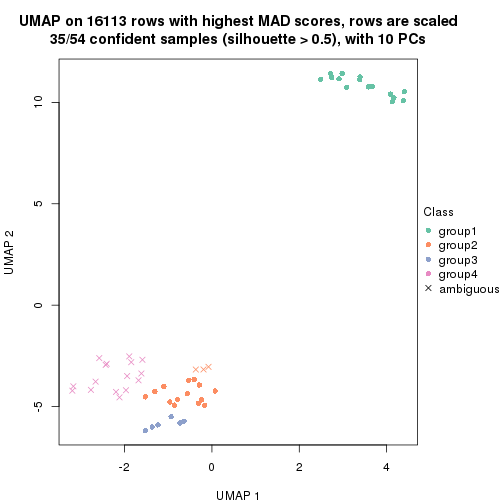 UMAP on 16113 rows with highest MAD scores, rows are scaled
35/54 confident samples (silhouette > 0.5), with 10 PCs
10
5
0
-5
UMAP 2
-2
0
2
4
UMAP 1
Class
group1
group2
group3
group4
ambiguous